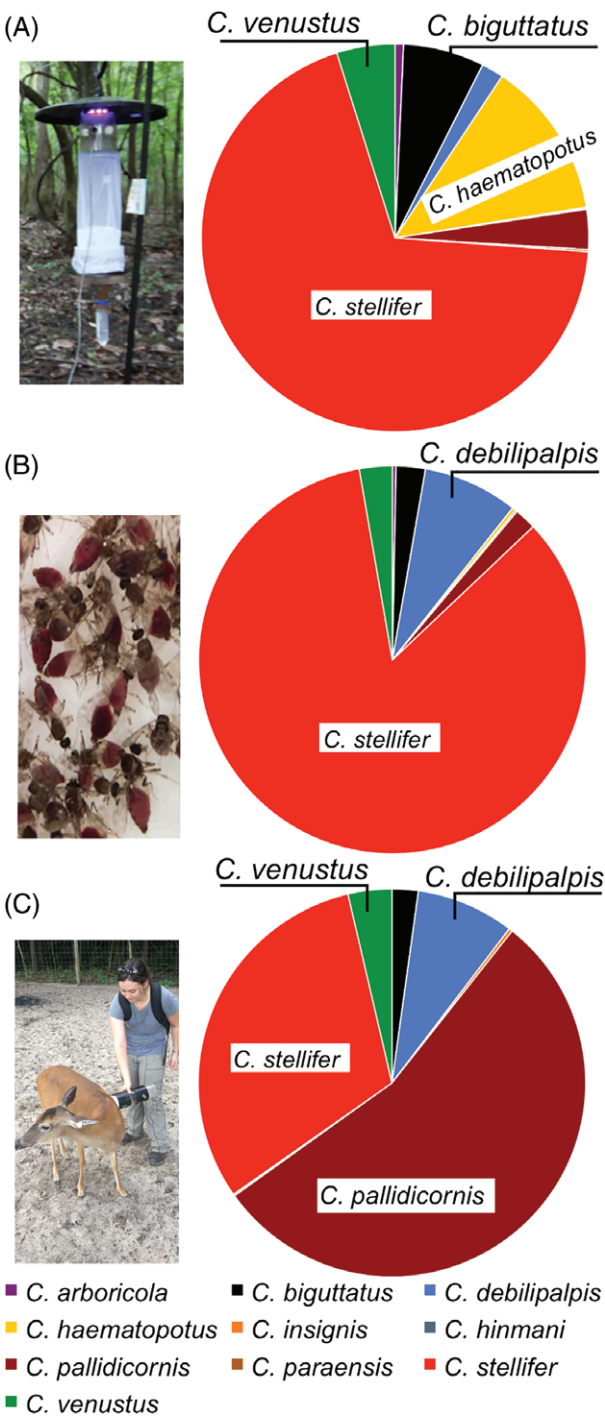 (A)
C. venustus
C. biguttatus
C. haematopotus
C. stellifer
(B)
C. debilipalpis
C. stellifer
(C)
C. venustus
C. debilipalpis
C. stellifer
C. pallidicornis
C. arboricola
C. biguttatus
C. debilipalpis
C. haematopotus
C. insignis
C. hinmani
C. pallidicornis
C. paraensis
C. stellifer
C. venustus